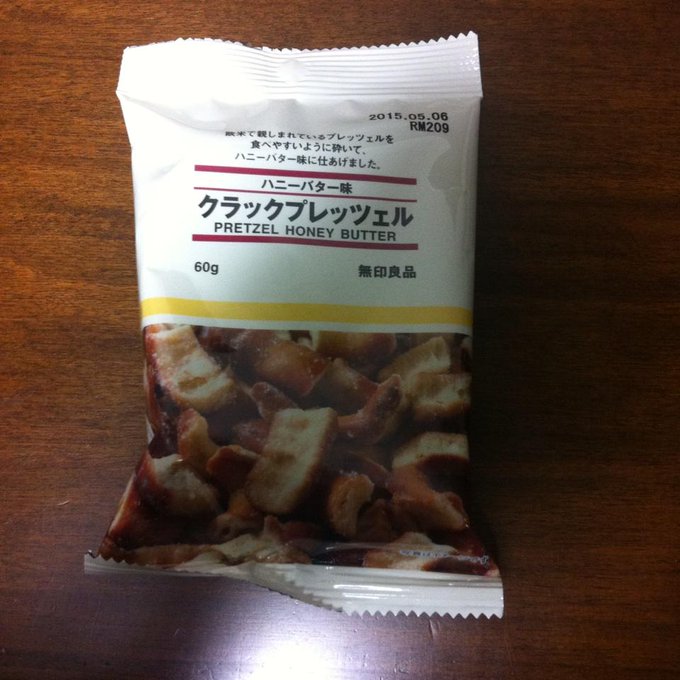 2015.05.06
RM209
欧米で親しまれているプレッツェルを
食べやすいように砕いて、
ハニーバター味に仕あげました。
ハニーバター味
クラックプレッツェル
PRETZEL HONEY BUTTER
60g
無印良品